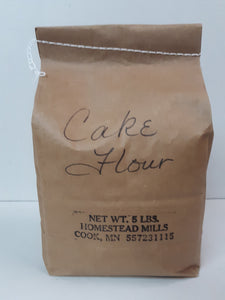 Cake
Flour
NET WT. 5 LBS.
HOMESTEAD MILLS
COOK, MN 557231115